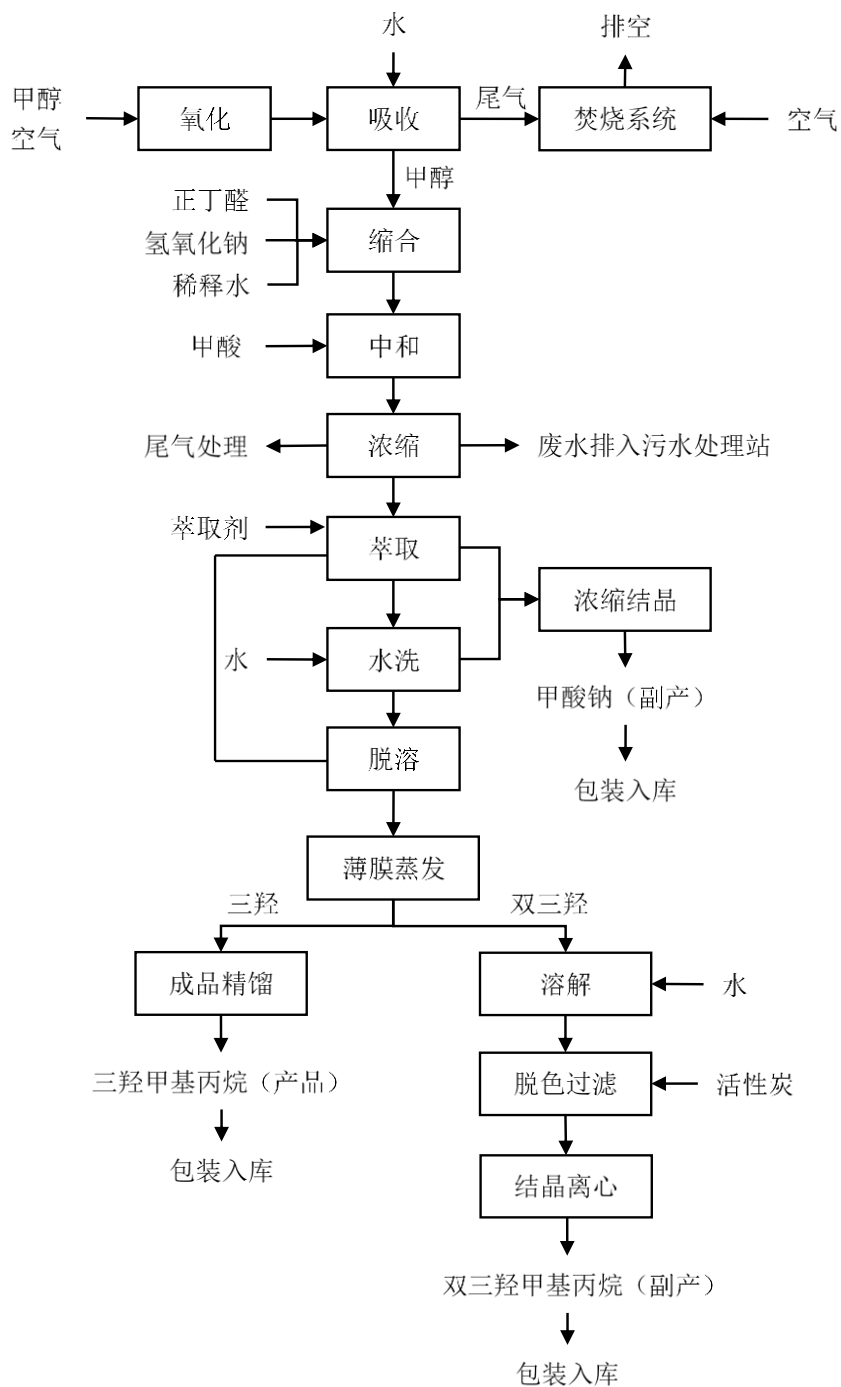 水
排空
甲醇
空气
氧化
吸收
尾气
焚烧系统
空气
甲醇
正丁醛
氢氧化钠
稀释水
缩合
甲酸
中和
尾气处理
浓缩
废水排入污水处理站
萃取剂
萃取
浓缩结品
水
水洗
甲酸钠（副产）
脱溶
包装入库
薄膜蒸发
三羟
双三羟
成品精馏
溶解
水
三羟甲基丙烷（产品）
脱色过滤
活性炭
包装入库
结晶离心
双三羟甲基丙烷（副产）
包装入库